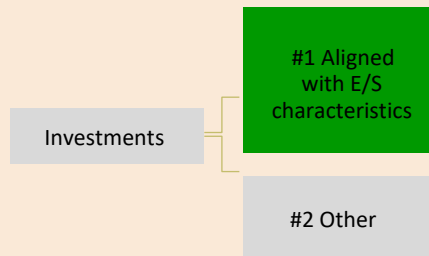 #1 Aligned
with E/S
characteristics
Investments
#2 Other